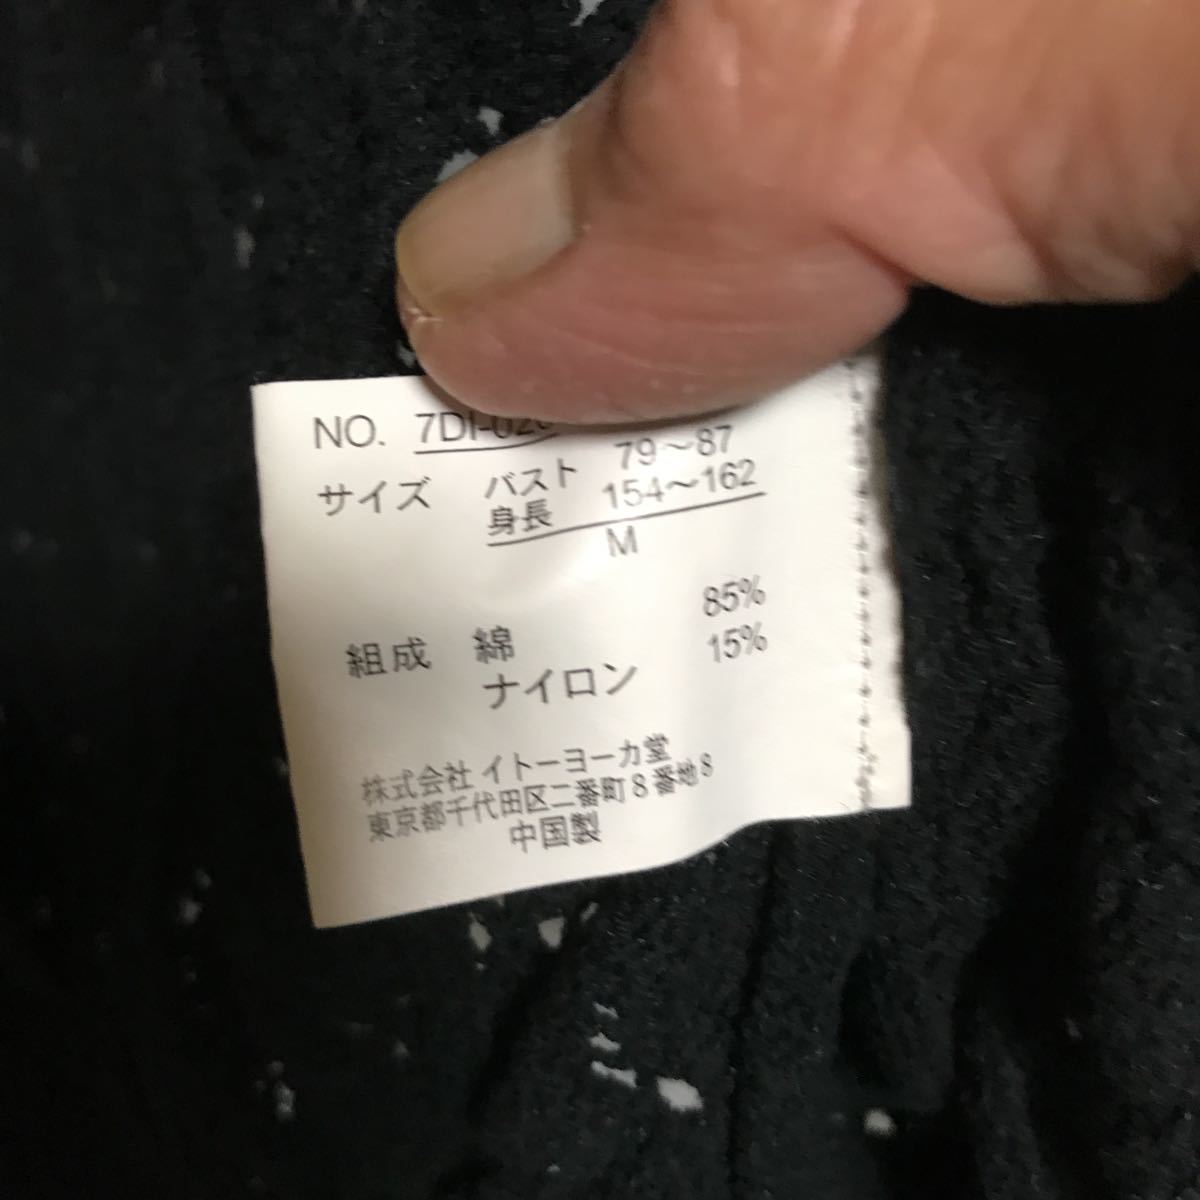 NO.
サイズ バスト 79～87
身長 154～162
M
組成 綿 85%
ナイロン 15%
株式会社 イトーヨーカ堂
東京都千代田区二番町8番地8
中国製